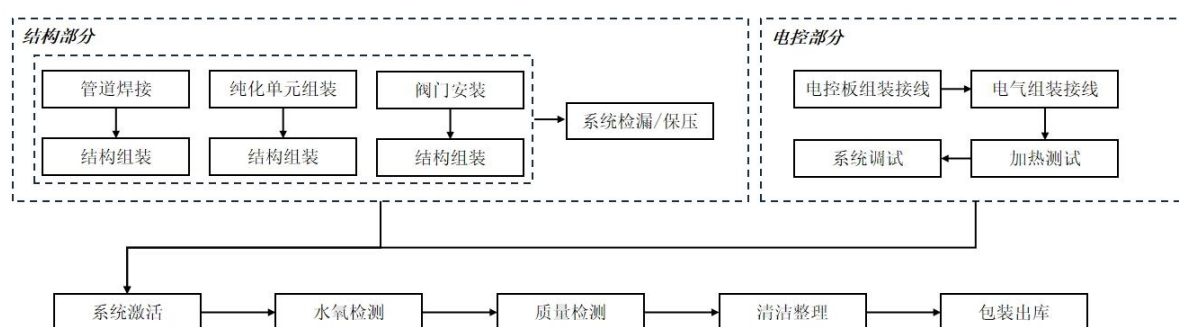 结构部分
管道焊接
纯化单元组装
阀门安装
结构组装
结构组装
结构组装
系统检漏/保压
电控部分
电控板组装接线
电气组装接线
系统调试
加热测试
系统激活
水氧检测
质量检测
清洁整理
包装出库